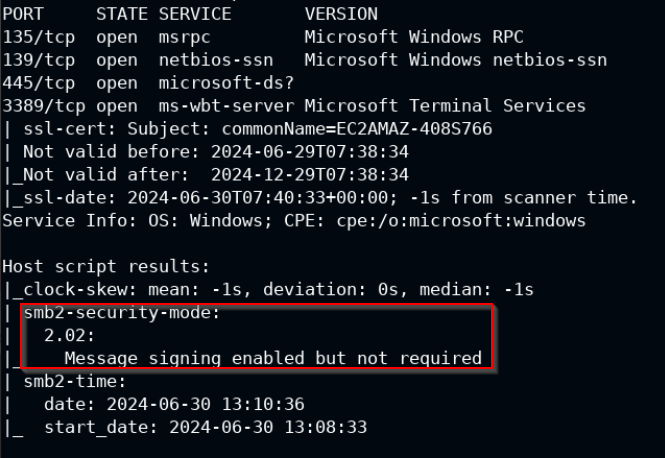 PORT     STATE SERVICE       VERSION
135/tcp  open  msrpc         Microsoft Windows RPC
139/tcp  open  netbios-ssn   Microsoft Windows netbios-ssn
445/tcp  open  microsoft-ds?
3389/tcp open  ms-wbt-server Microsoft Terminal Services
| ssl-cert: Subject: commonName=EC2AMAZ-408S766
| Not valid before: 2024-06-29T07:38:34
|_Not valid after:  2024-12-29T07:38:34
|_ssl-date: 2024-06-30T07:40:33+00:00; -1s from scanner time.
Service Info: OS: Windows; CPE: cpe:/o:microsoft:windows
Host script results:
|_clock-skew: mean: -1s, deviation: 0s, median: -1s
| smb2-security-mode:
|   2.02:
|_    Message signing enabled but not required
| smb2-time:
|   date: 2024-06-30 13:10:36
|_  start_date: 2024-06-30 13:08:33